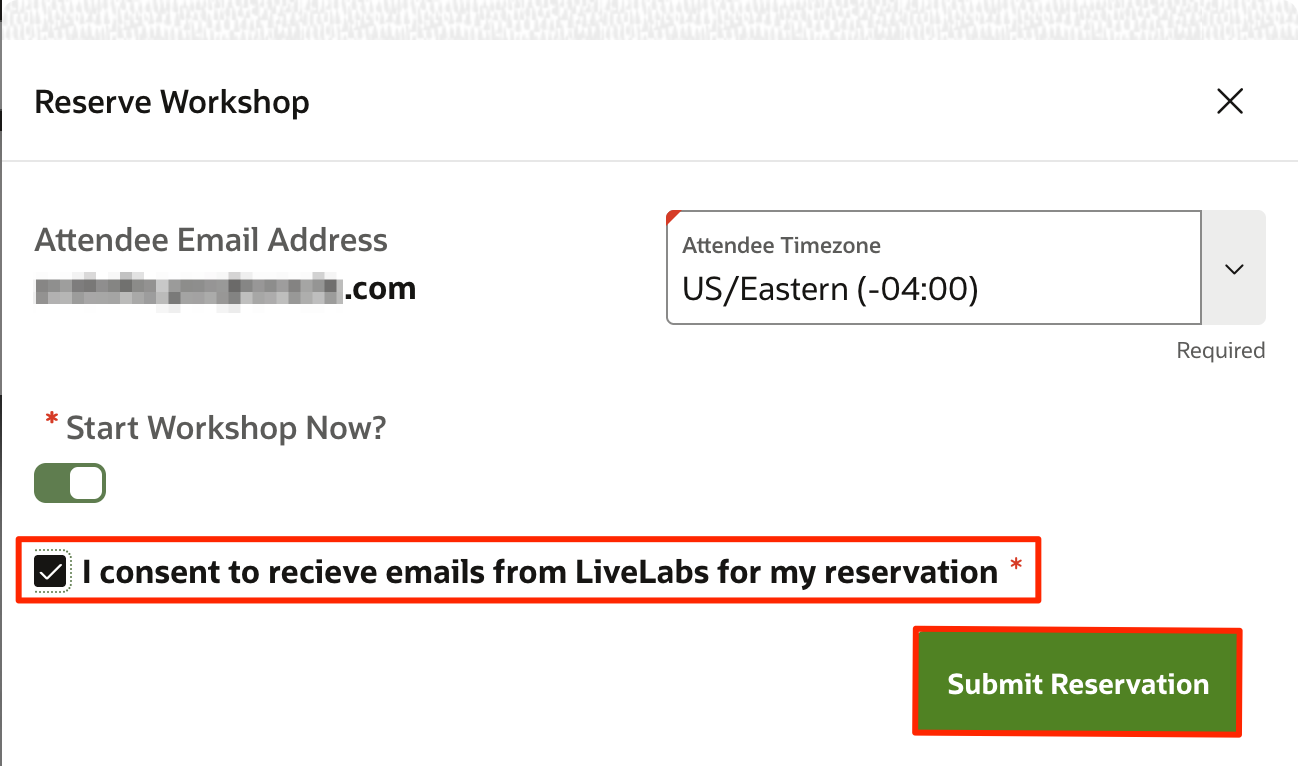 Reserve Workshop
Attendee Email Address
.com
Attendee Timezone
US/Eastern (-04:00)
Required
* Start Workshop Now?
I consent to recieve emails from LiveLabs for my reservation *
Submit Reservation